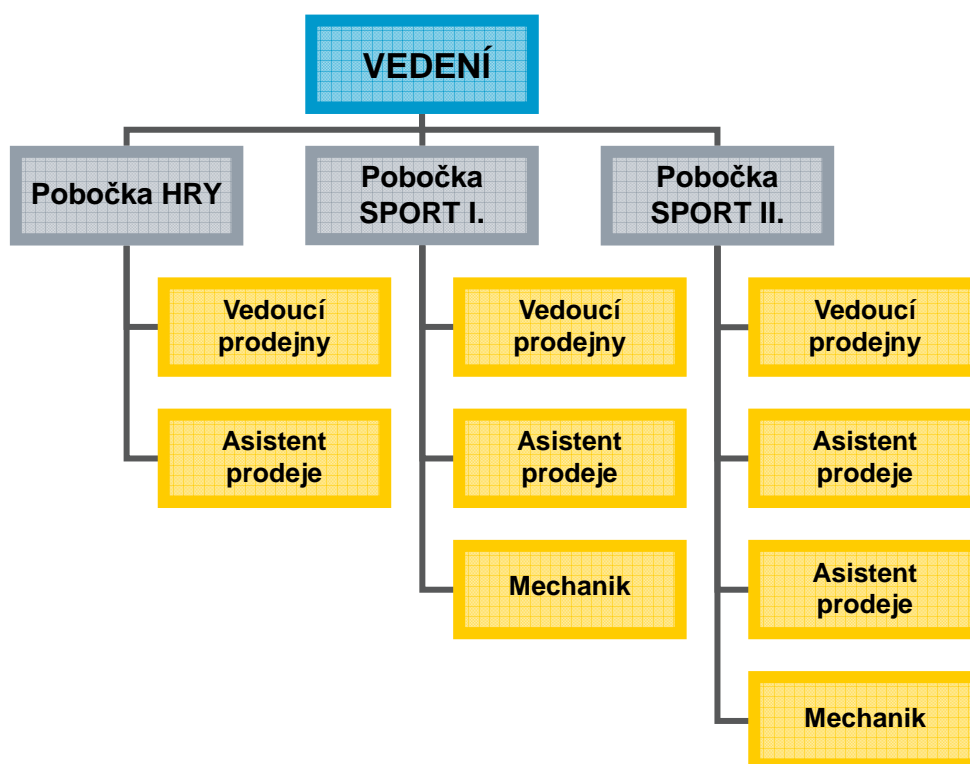 VEDENÍ
Pobočka HRY
Pobočka
SPORT I.
Pobočka
SPORT II.
Vedoucí
prodejny
Vedoucí
prodejny
Vedoucí
prodejny
Asistent
prodeje
Asistent
prodeje
Asistent
prodeje
Mechanik
Asistent
prodeje
Mechanik